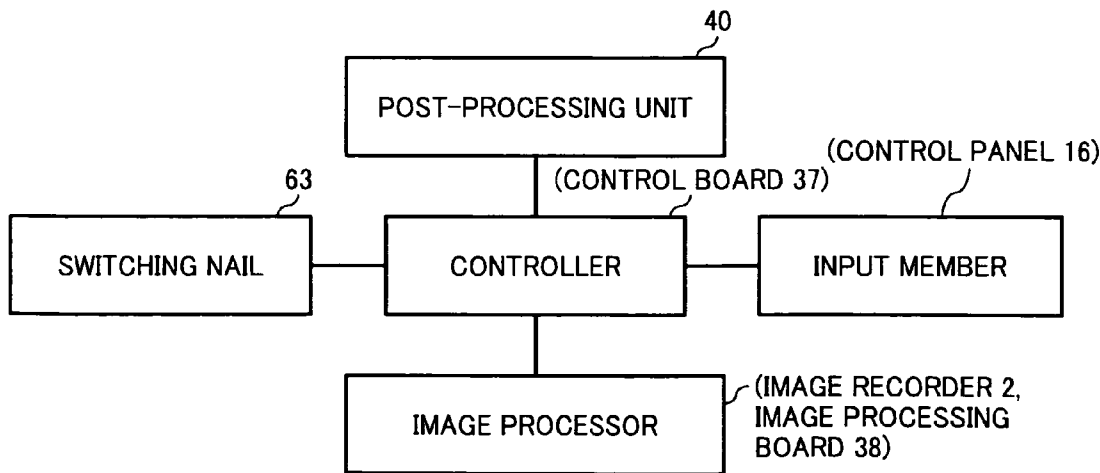 40
POST-PROCESSING UNIT
(CONTROL PANEL 16)
63
(CONTROL BOARD 37)
SWITCHING NAIL
CONTROLLER
INPUT MEMBER
IMAGE PROCESSOR
(IMAGE RECORDER 2,
IMAGE PROCESSING
BOARD 38)